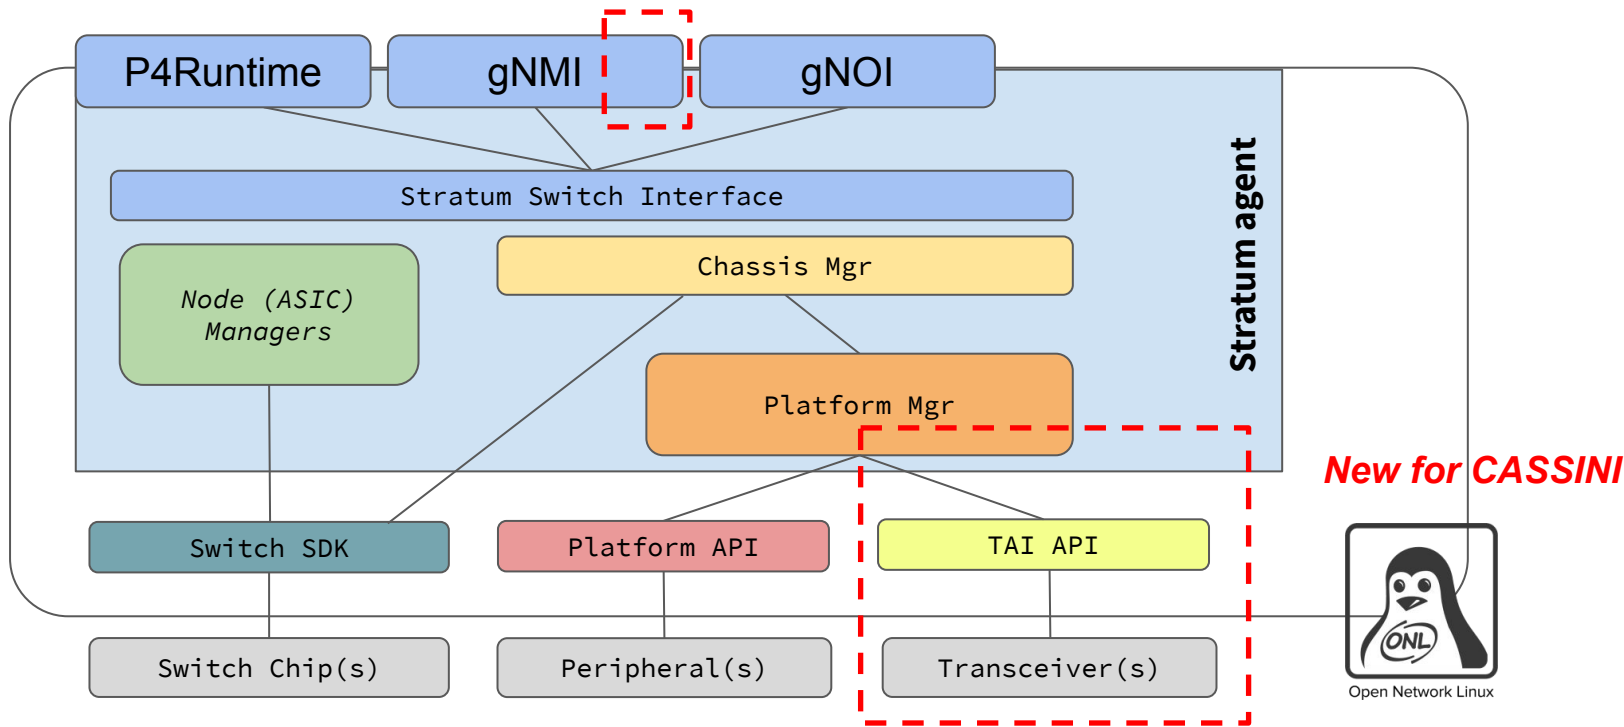 P4Runtime
gNMI
gNOI
Stratum Switch Interface
Stratum agent
Chassis Mgr
Node (ASIC)
Managers
Platform Mgr
New for CASSINI
Switch SDK
Platform API
TAI API
ONL
Switch Chip(s)
Peripheral(s)
Transceiver(s)
Open Network Linux